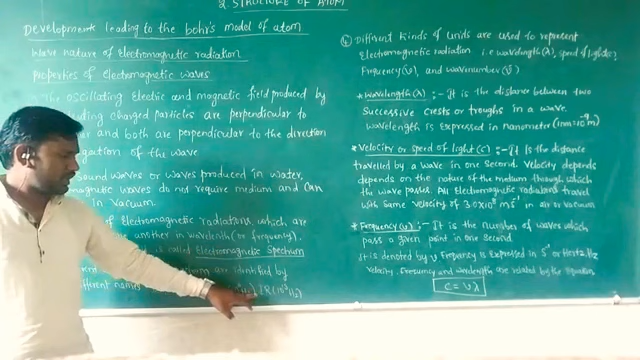 2. STRUCTURE OF ATOM
Developments leading to the bohr's model of atom
Wave nature of Electromagnetic radiation
Properties of Electromagnetic waves
The oscillating Electric and magnetic field produced by
charged particles are perpendicular to
and both are perpendicular to the direction
of the wave
Sound waves or waves produced in water,
magnetic waves do not require medium and can
in Vacuum.
of Electromagnetic radiations, which are
one another in wavelenth (or frequency).
is called Electromagnetic Spectrum
are identified by
different names
IR (10¹³ Hz)
Different kinds of units are used to represent
Electromagnetic radiation i.e wavelength(λ), speed of light(c),
Frequency(ν), and wavenumber(ν̅)
* Wavelength(λ) :- It is the distance between two
successive crests or troughs in a wave.
Wavelength is Expressed in nanometer (1nm=10⁻⁹m)
* Velocity or speed of light (c) :- It is the distance
travelled by a wave in one second. Velocity depends
depends on the nature of the medium through which
the wave passes. All Electromagnetic radiations travel
with same velocity of 3.0x10⁸ ms⁻¹ in air or vacuum
* Frequency(ν) :- It is the number of waves which
pass a given point in one second.
It is denoted by ν Frequency is Expressed in s⁻¹ or Hertz, Hz
Velocity, Frequency and wavelength are related by the Equation
c = νλ